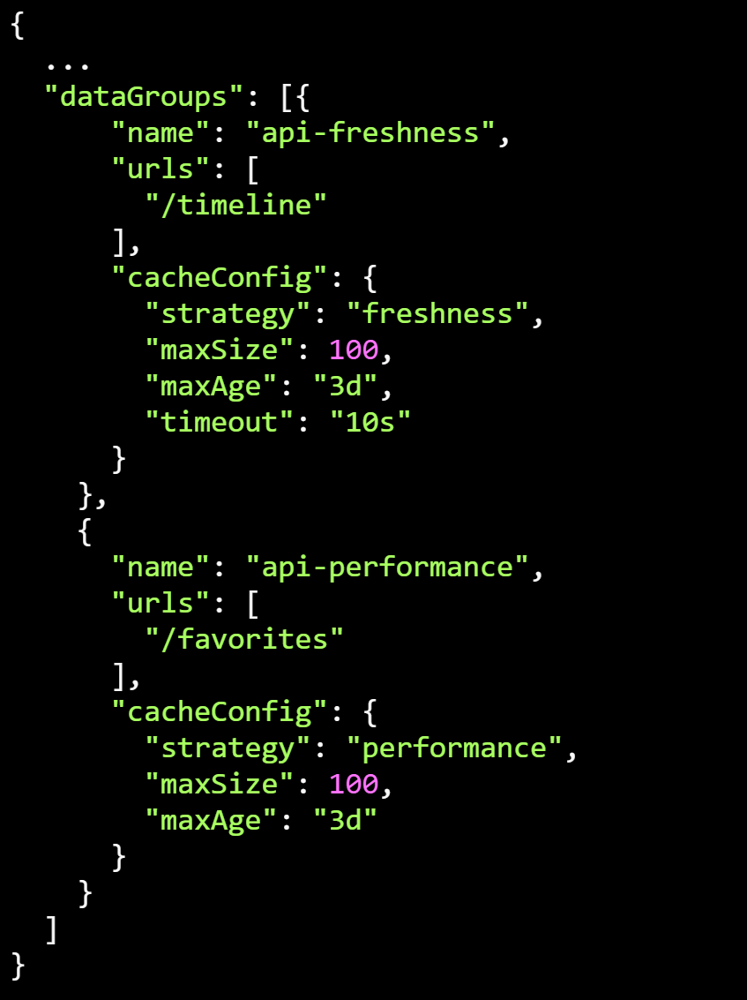 {
  ...
  "dataGroups": [{
      "name": "api-freshness",
      "urls": [
        "/timeline"
      ],
      "cacheConfig": {
        "strategy": "freshness",
        "maxSize": 100,
        "maxAge": "3d",
        "timeout": "10s"
      }
    },
    {
      "name": "api-performance",
      "urls": [
        "/favorites"
      ],
      "cacheConfig": {
        "strategy": "performance",
        "maxSize": 100,
        "maxAge": "3d"
      }
    }
  ]
}